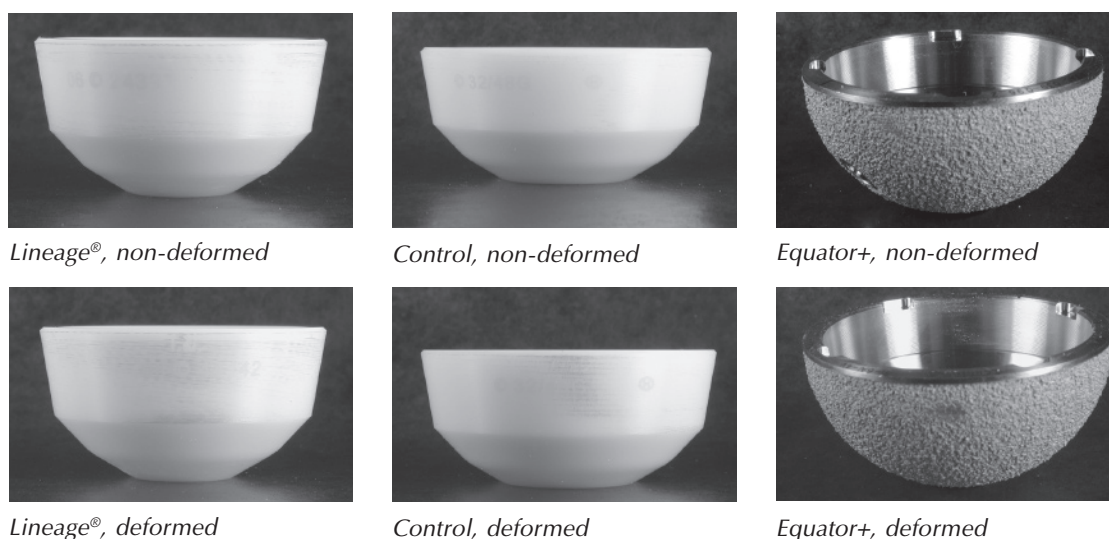 Lineage®, non-deformed
Control, non-deformed
Equator+, non-deformed
Lineage®, deformed
Control, deformed
Equator+, deformed